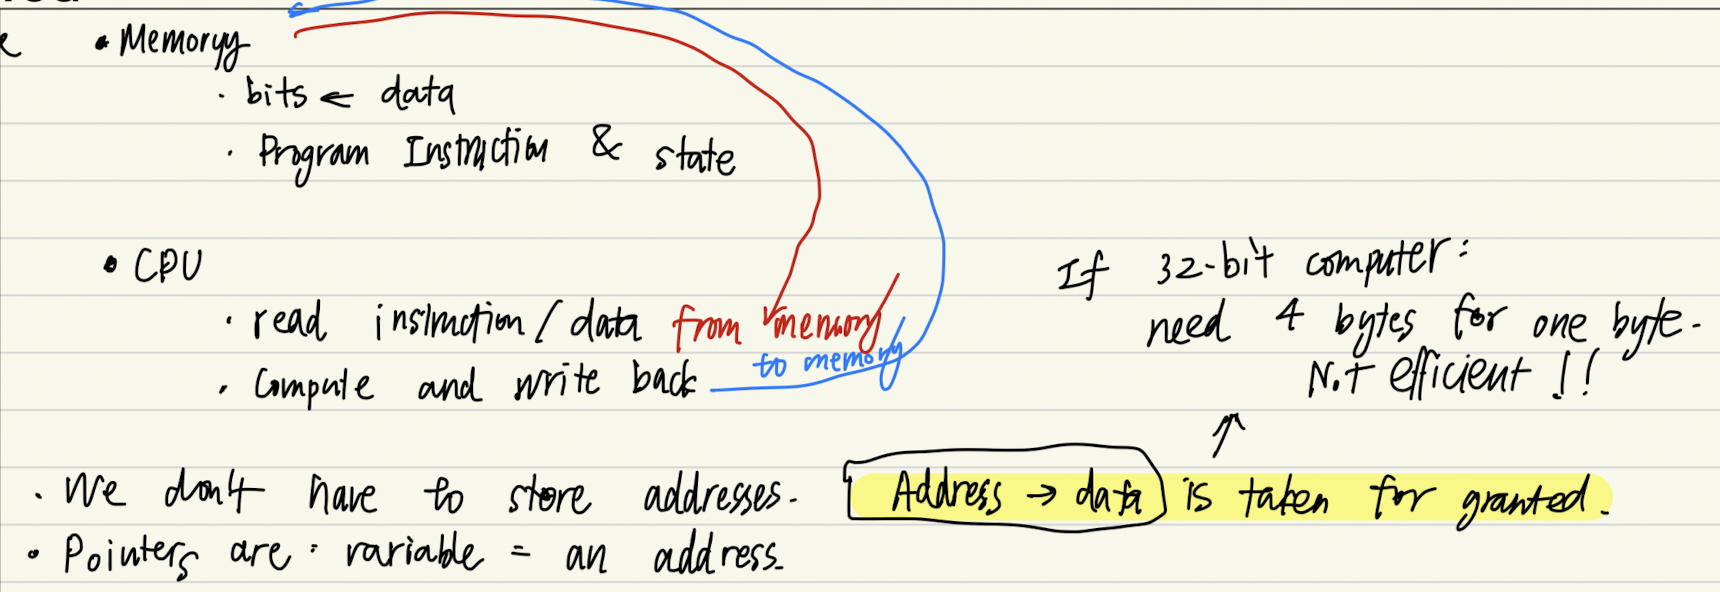 • Memoryy
· bits ← data
· Program Instruction & state
• CPU
· read instruction/data from memory
· Compute and write back to memory
If 32-bit computer:
need 4 bytes for one byte.
Not efficient !!
↑
· We don't have to store addresses. Address → data is taken for granted.
• Pointers are : variable = an address.